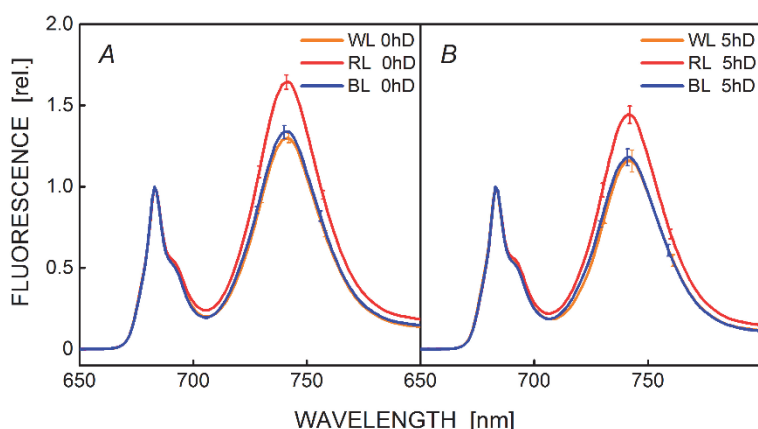 2.0
A
WL 0hD
RL 0hD
BL 0hD
B
WL 5hD
RL 5hD
BL 5hD
1.5
1.0
0.5
0
FLUORESCENCE [rel.]
650 700 750 650 700 750
WAVELENGTH [nm]